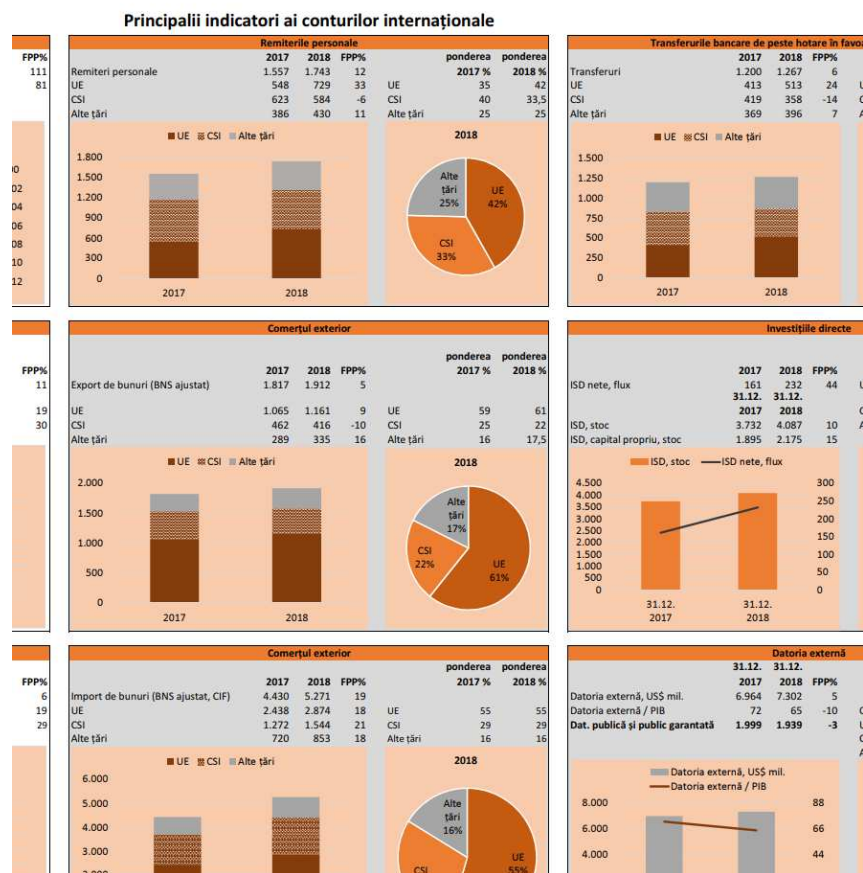 Principalii indicatori ai conturilor internaționale
FPP%
111
81
02
04
06
08
10
12
Remiterile personale
2017 2018 FPP% ponderea ponderea
2017 % 2018 %
Remiteri personale 1.557 1.743 12
UE 548 729 33 UE 35 42
CSI 623 584 -6 CSI 40 33,5
Alte țări 386 430 11 Alte țări 25 25
UE CSI Alte țări
1.800
1.500
1.200
900
600
300
0
2017 2018
2018
Alte țări 25%
UE 42%
CSI 33%
Transferurile bancare de peste hotare în
2017 2018 FPP%
Transferuri 1.200 1.267 6
UE 413 513 24
CSI 419 358 -14
Alte țări 369 396 7
UE CSI Alte țări
1.500
1.250
1.000
750
500
250
0
2017 2018
FPP%
11
19
30
Comerțul exterior
ponderea ponderea
2017 2018 FPP% 2017 % 2018 %
Export de bunuri (BNS ajustat) 1.817 1.912 5
UE 1.065 1.161 9 UE 59 61
CSI 462 416 -10 CSI 25 22
Alte țări 289 335 16 Alte țări 16 17,5
UE CSI Alte țări
2.000
1.500
1.000
500
0
2017 2018
2018
Alte țări 17%
CSI 22%
UE 61%
Investițiile directe
2017 2018 FPP%
ISD nete, flux 161 232 44
31.12. 31.12.
2017 2018
ISD, stoc 3.732 4.087 10
ISD, capital propriu, stoc 1.895 2.175 15
ISD, stoc ISD nete, flux
4.500 300
4.000 250
3.500
3.000 200
2.500 150
2.000
1.500 100
1.000 50
500
0 0
31.12. 31.12.
2017 2018
FPP%
6
19
29
Comerțul exterior
ponderea ponderea
2017 2018 FPP% 2017 % 2018 %
Import de bunuri (BNS ajustat, CIF) 4.430 5.271 19
UE 2.438 2.874 18 UE 55 55
CSI 1.272 1.544 21 CSI 29 29
Alte țări 720 853 18 Alte țări 16 16
UE CSI Alte țări
6.000
5.000
4.000
3.000
2018
Alte țări 16%
UE 55%
CSI
Datoria externă
31.12. 31.12.
2017 2018 FPP%
Datoria externă, US$ mil. 6.964 7.302 5
Datoria externă / PIB 72 65 -10
Dat. publică și public garantată 1.999 1.939 -3
Datoria externă, US$ mil.
Datoria externă / PIB
8.000 88
6.000 66
4.000 44